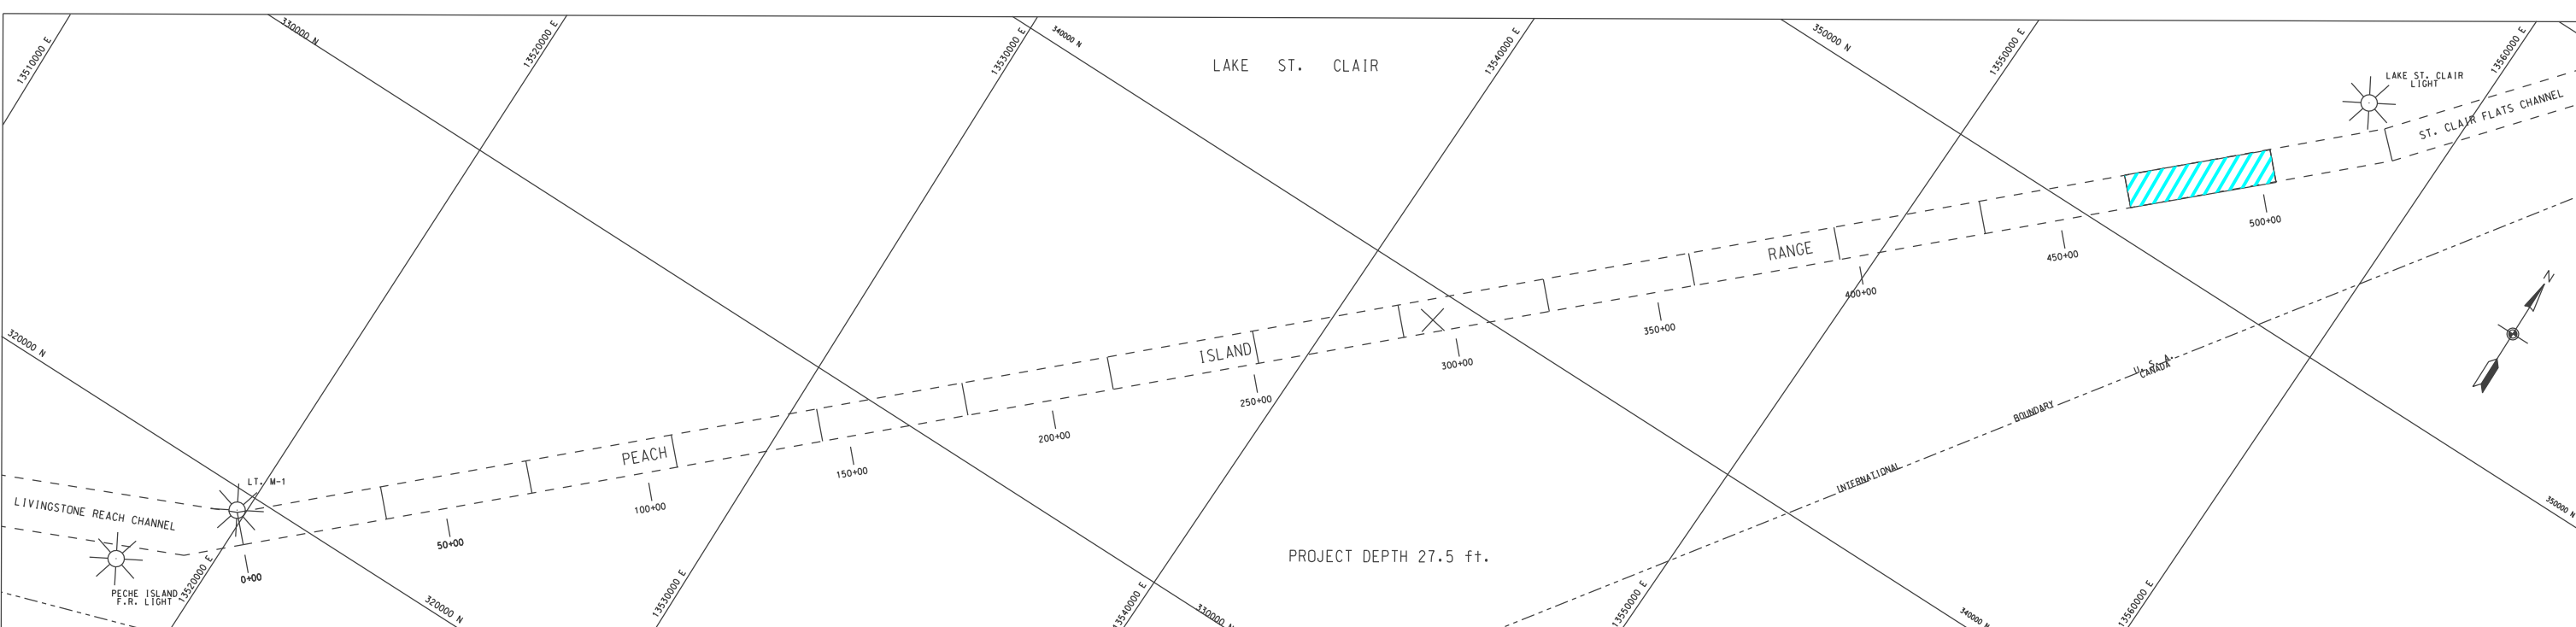 13510000 E
330000 N
13520000 E
13530000 E
340000 N
LAKE ST. CLAIR
13540000 E
350000 N
13550000 E
13560000 E
LAKE ST. CLAIR
LIGHT
ST. CLAIR FLATS CHANNEL
500+00
450+00
RANGE
400+00
350+00
300+00
ISLAND
250+00
200+00
PEACH
150+00
100+00
50+00
0+00
N
U. S. A.
CANADA
BOUNDARY
INTERNATIONAL
320000 N
LT. M-1
LIVINGSTONE REACH CHANNEL
PECHE ISLAND
F.R. LIGHT
13520000 E
320000 N
13530000 E
PROJECT DEPTH 27.5 ft.
13540000 E
330000 N
13550000 E
340000 N
13560000 E
350000 N